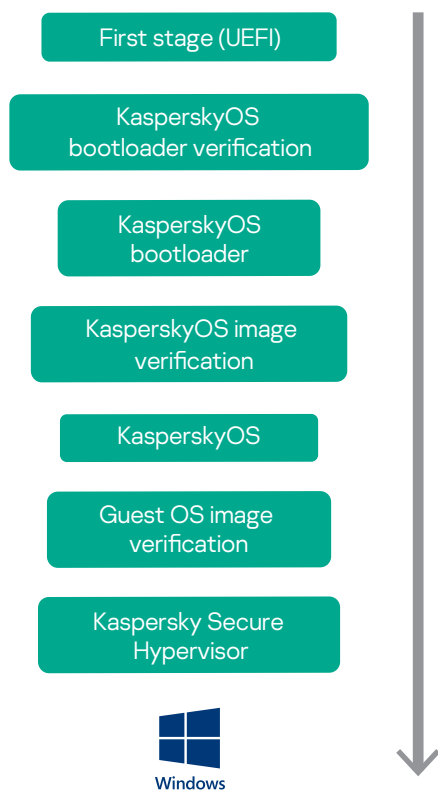 First stage (UEFI)
KasperskyOS
bootloader verification
KasperskyOS
bootloader
KasperskyOS image
verification
KasperskyOS
Guest OS image
verification
Kaspersky Secure
Hypervisor
Windows